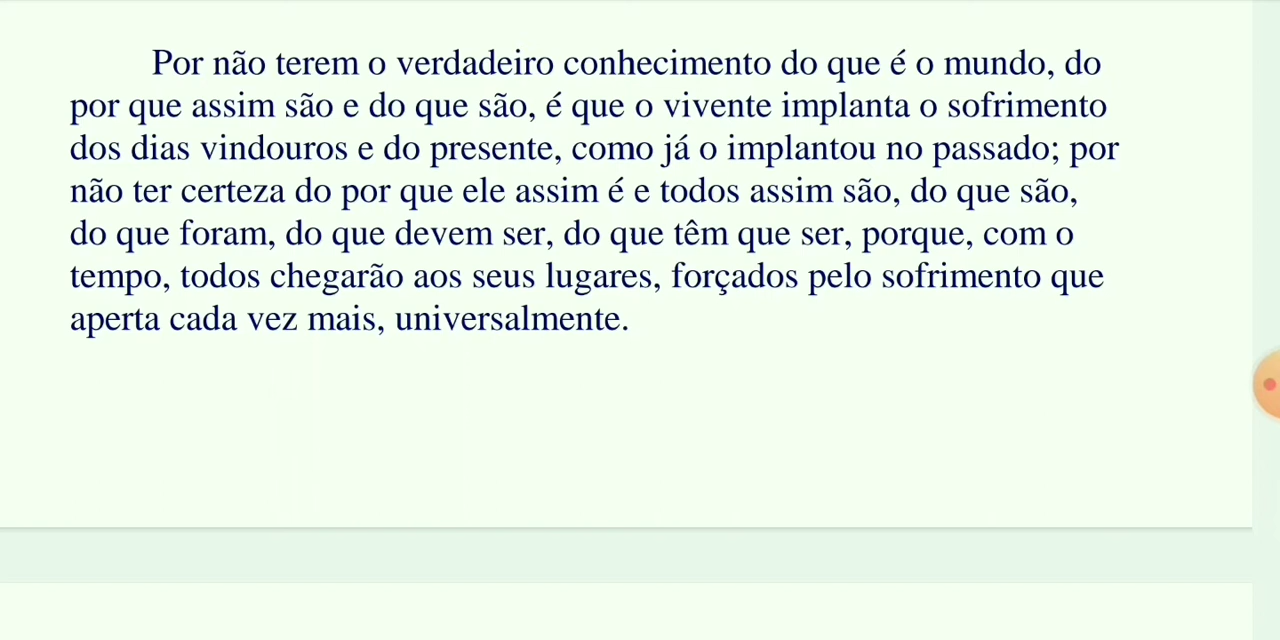 Por não terem o verdadeiro conhecimento do que é o mundo, do
por que assim são e do que são, é que o vivente implanta o sofrimento
dos dias vindouros e do presente, como já o implantou no passado; por
não ter certeza do por que ele assim é e todos assim são, do que são,
do que foram, do que devem ser, do que têm que ser, porque, com o
tempo, todos chegarão aos seus lugares, forçados pelo sofrimento que
aperta cada vez mais, universalmente.